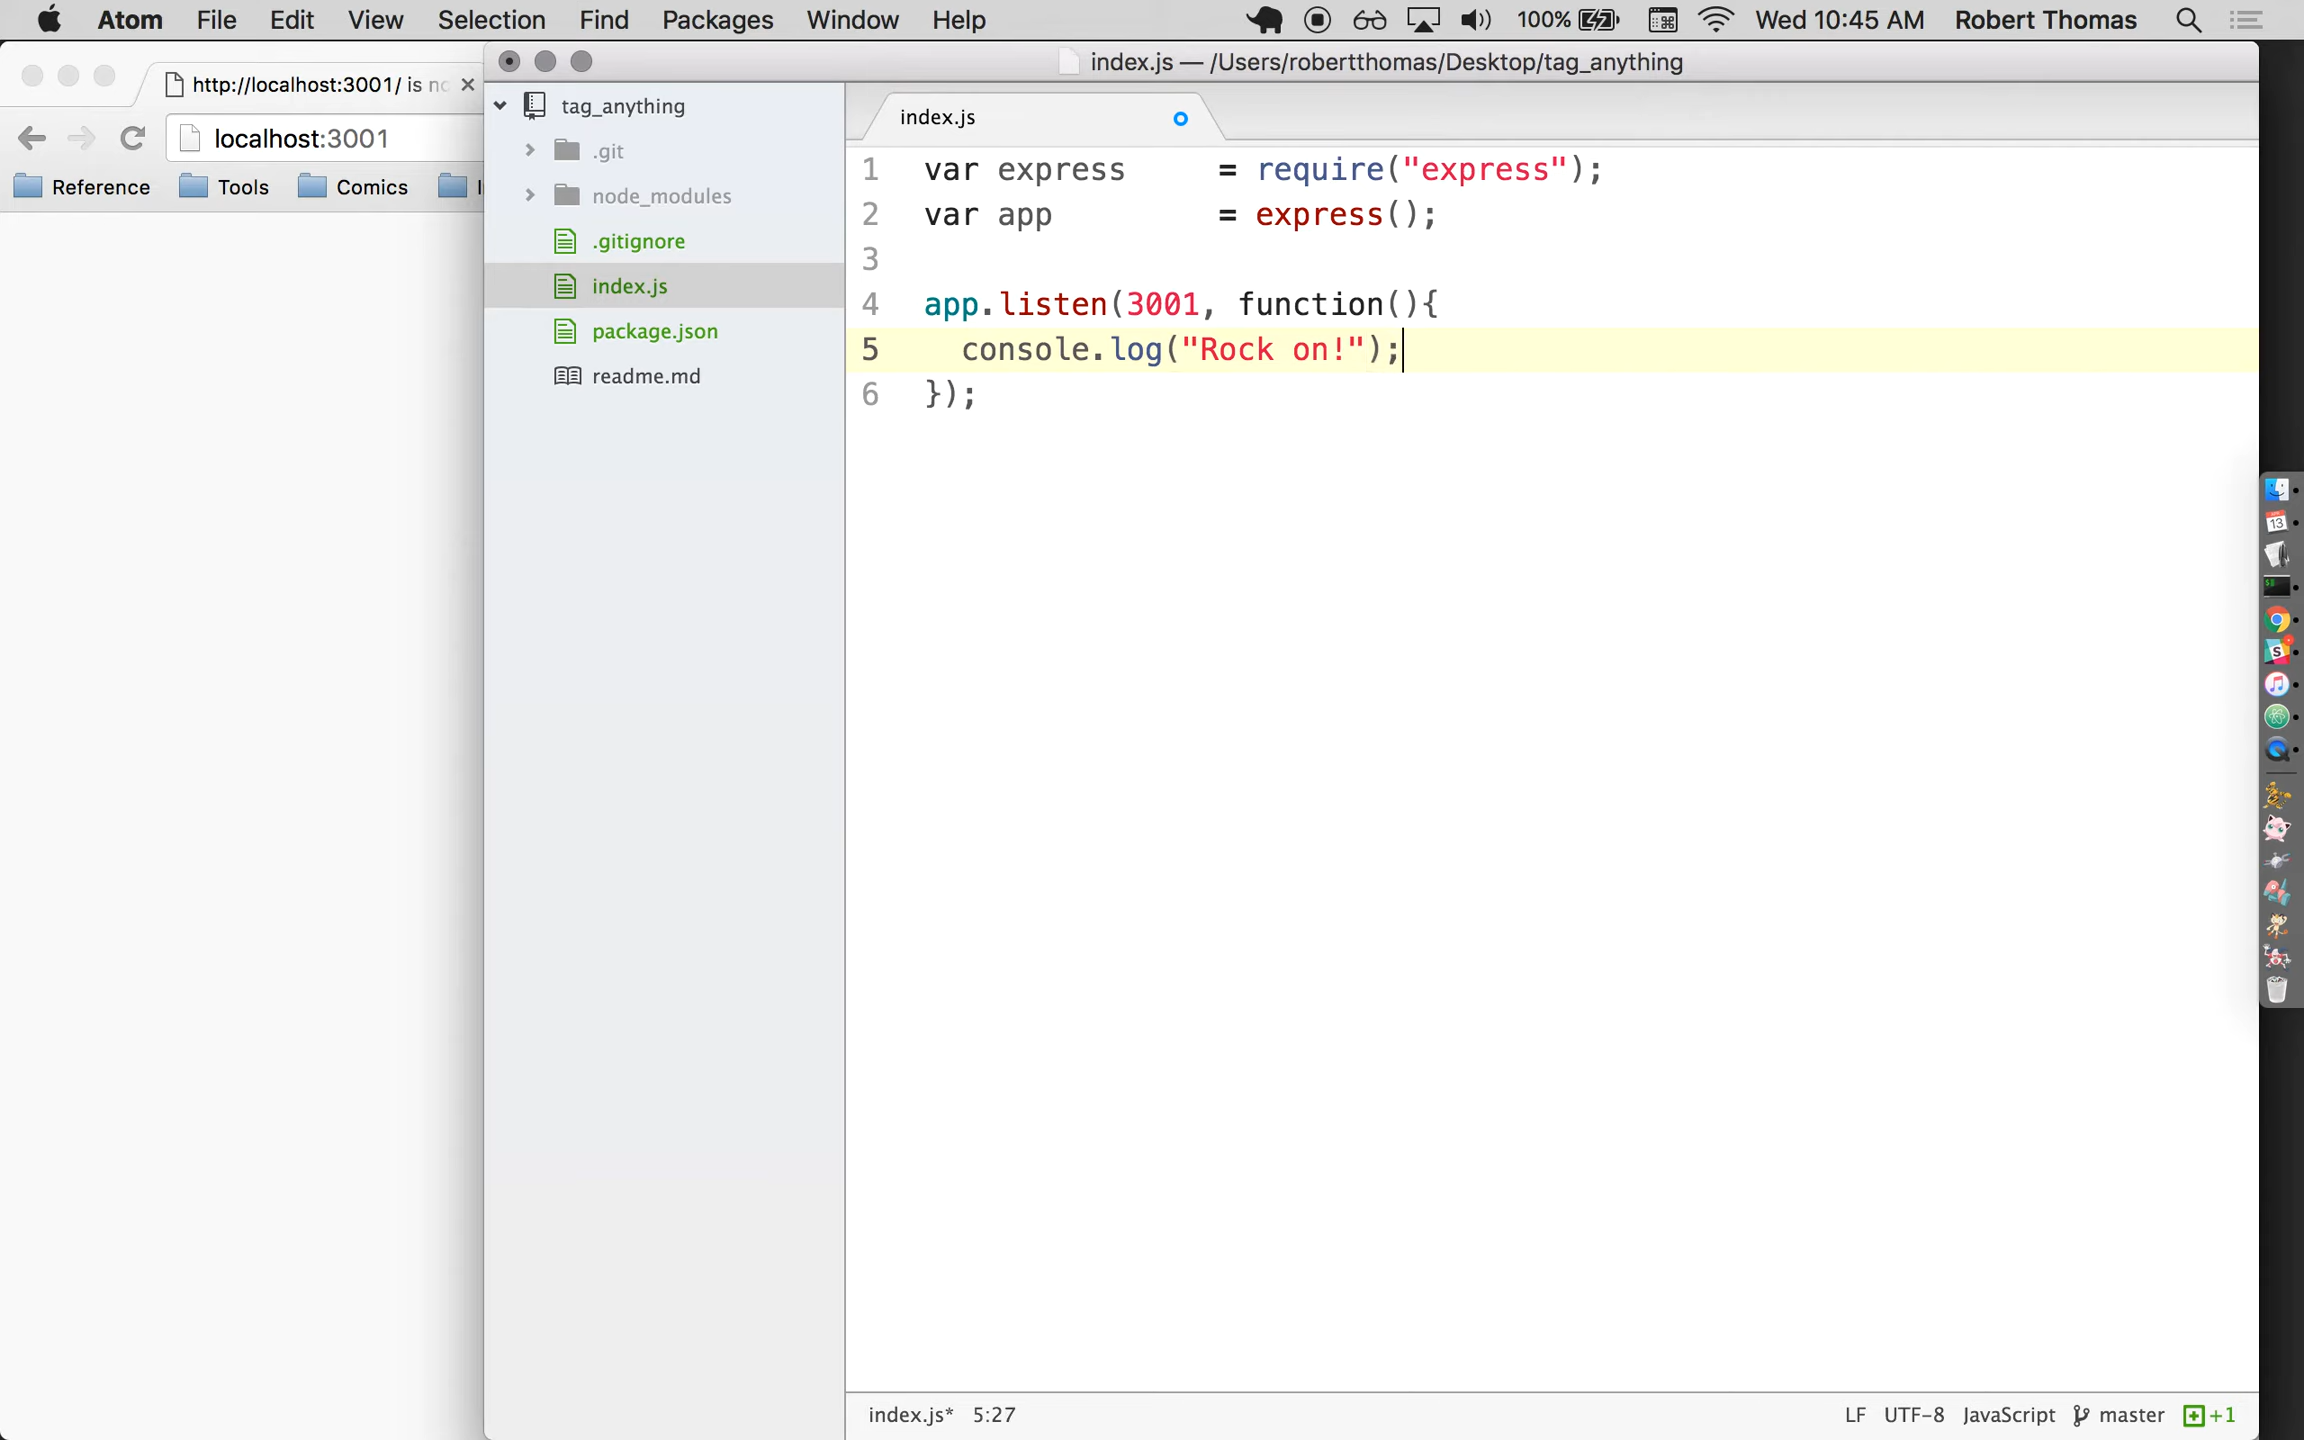 Atom File Edit View Selection Find Packages Window Help 100% Wed 10:45 AM Robert Thomas
http://localhost:3001/ is
localhost:3001
Reference Tools Comics
index.js — /Users/robertthomas/Desktop/tag_anything
tag_anything
.git
node_modules
.gitignore
index.js
package.json
readme.md
index.js
1 var express = require("express");
2 var app = express();
3
4 app.listen(3001, function(){
5 console.log("Rock on!");
6 });
13
S
index.js* 5:27 LF UTF-8 JavaScript master +1